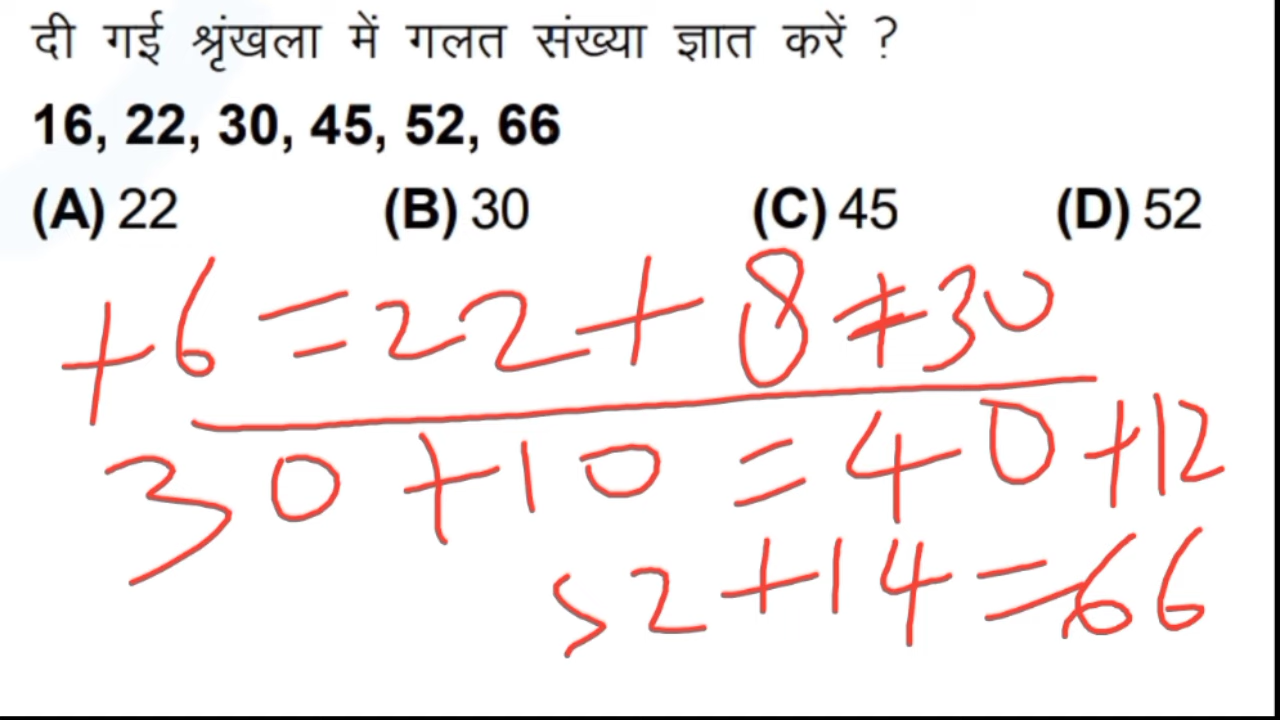 दी गई श्रृंखला में गलत संख्या ज्ञात करें ?
16, 22, 30, 45, 52, 66
(A) 22 (B) 30 (C) 45 (D) 52
+6 = 22 + 8 ≠ 30
30 + 10 = 40 + 12
52 + 14 = 66